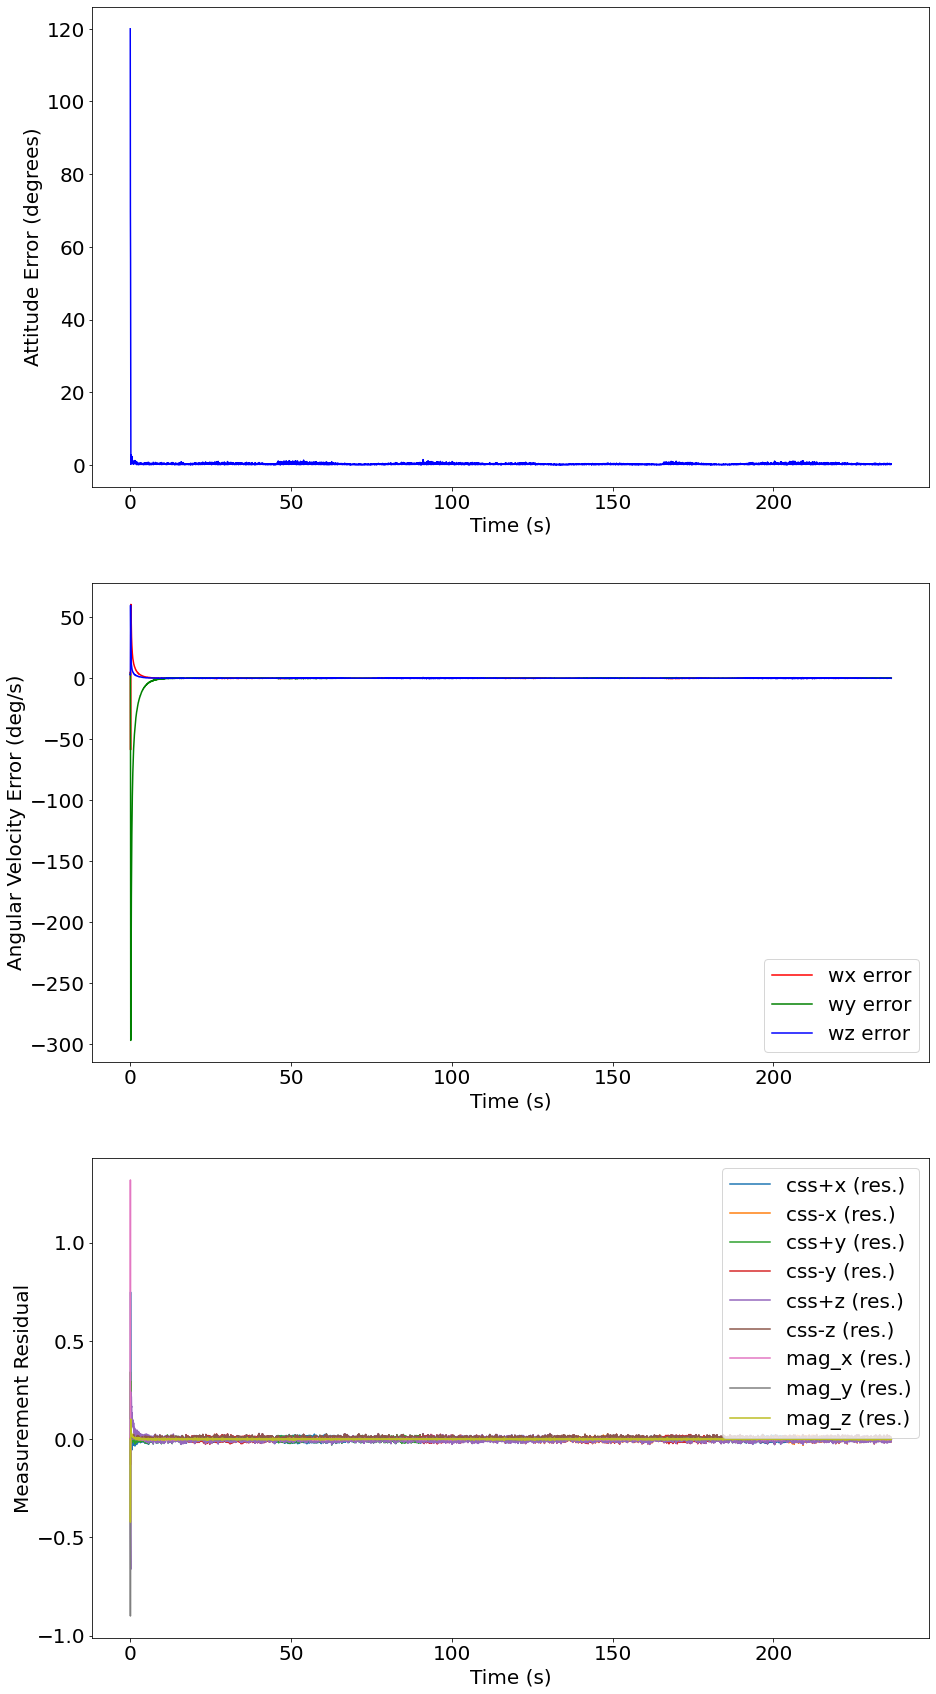 120
100
80
60
40
20
0
Attitude Error (degrees)
0 50 100 150 200
Time (s)
50
0
−50
−100
−150
−200
−250
−300
Angular Velocity Error (deg/s)
wx error
wy error
wz error
0 50 100 150 200
Time (s)
1.0
0.5
0.0
−0.5
−1.0
Measurement Residual
css+x (res.)
css-x (res.)
css+y (res.)
css-y (res.)
css+z (res.)
css-z (res.)
mag_x (res.)
mag_y (res.)
mag_z (res.)
0 50 100 150 200
Time (s)